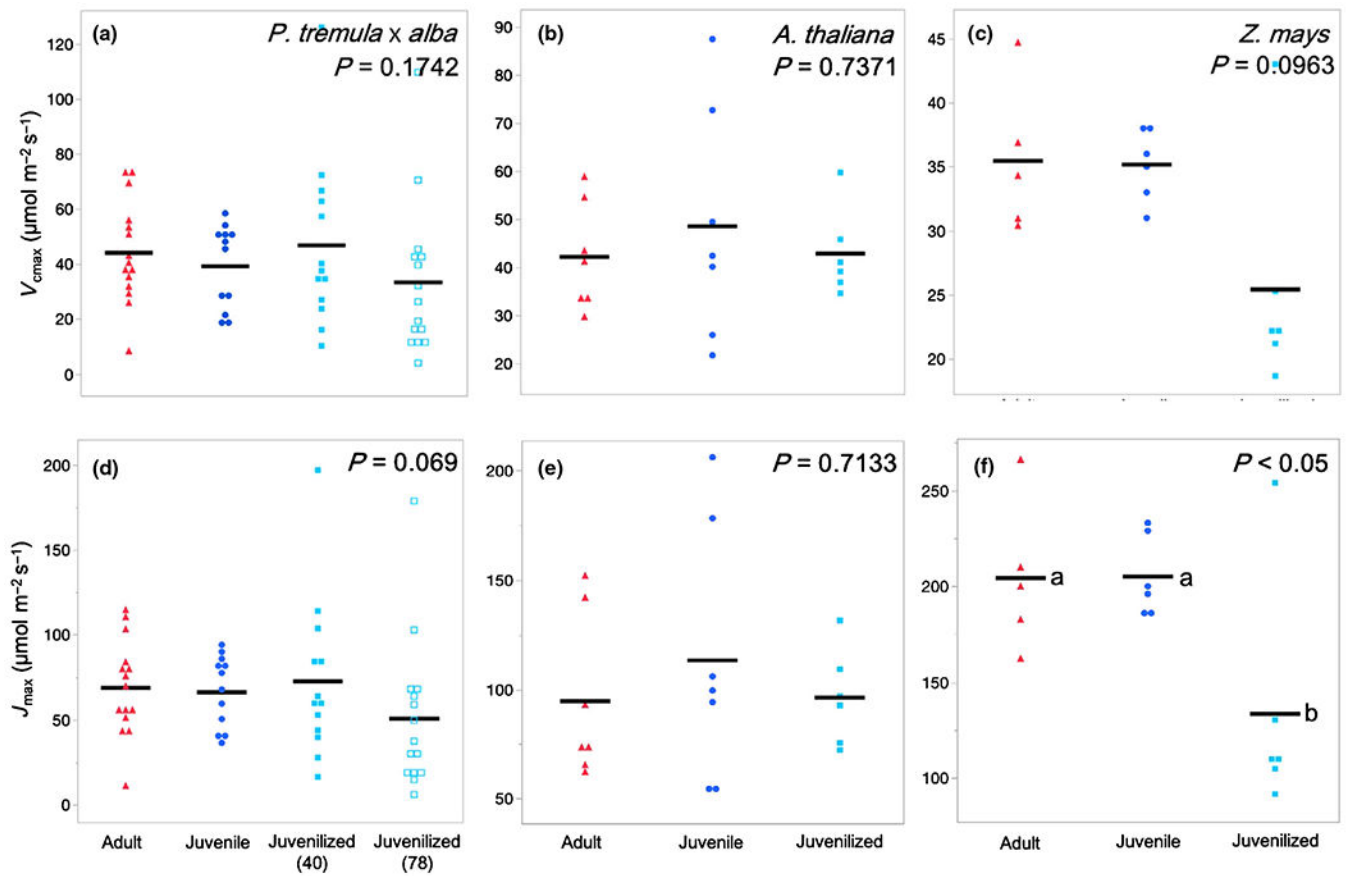 (a) P. tremula x alba
P = 0.1742
(b) A. thaliana
P = 0.7371
(c) Z. mays
P = 0.0963
Vcmax (µmol m⁻² s⁻¹)
120
100
80
60
40
20
0
90
80
70
60
50
40
30
20
45
40
35
30
25
20
(d) P = 0.069
(e) P = 0.7133
(f) P < 0.05
Jmax (µmol m⁻² s⁻¹)
200
150
100
50
0
200
150
100
50
250
200
150
100
a
a
b
Adult Juvenile Juvenilized (40) Juvenilized (78)
Adult Juvenile Juvenilized
Adult Juvenile Juvenilized